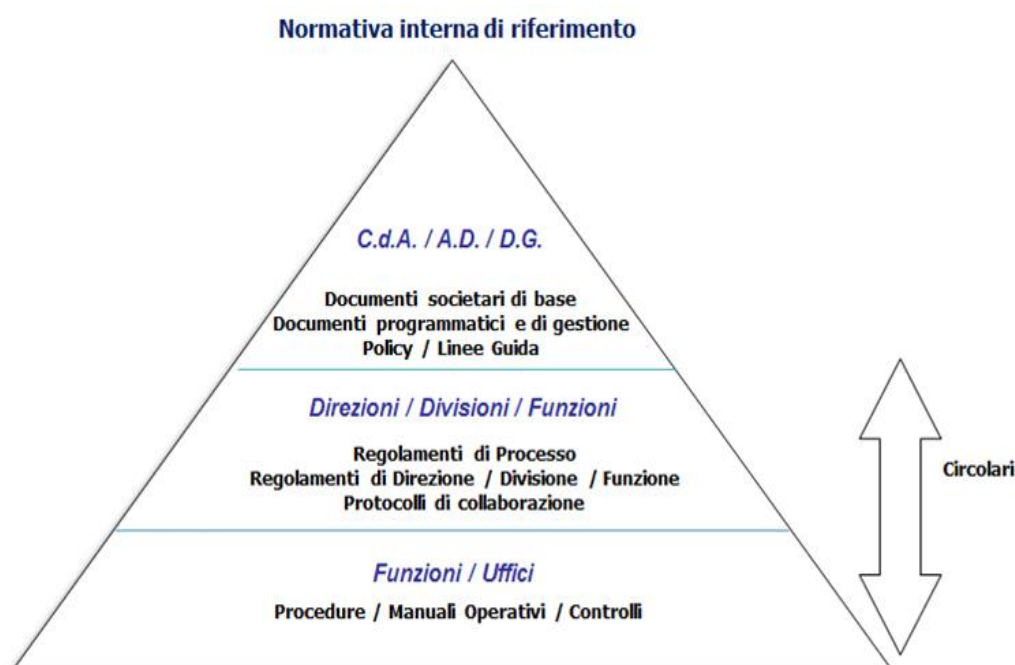 Normativa interna di riferimento
C.d.A. / A.D. / D.G.
Documenti societari di base
Documenti programmatici e di gestione
Policy / Linee Guida
Direzioni / Divisioni / Funzioni
Regolamenti di Processo
Regolamenti di Direzione / Divisione / Funzione
Protocolli di collaborazione
Circolari
Funzioni / Uffici
Procedure / Manuali Operativi / Controlli